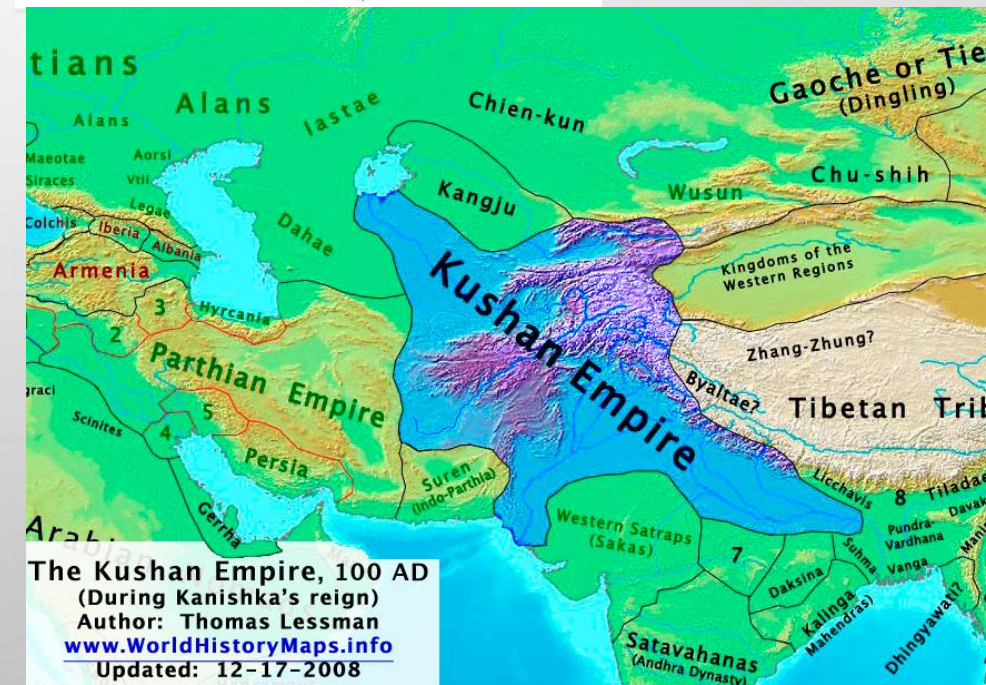 tians
Alans
Alans
Iastae
Chien-kun
Gaoche or Tie
(Dingling)
Maeotae
Siraces
Aorsi
Vtii
Legae
Kangju
Wusun
Chu-shih
Colchis
Iberia
Albania
Dahae
Kingdoms of the
Western Regions
Armenia
3
Hyrcania
2
Kushan Empire
Zhang-Zhung?
Parthian Empire
Byaltae?
Tibetan Trib
graci
Scinites
5
4
Persia
Suren
(Indo-Parthia)
Licchavis
8
Tiladae
Davak
Gerrha
Western Satraps
(Sakas)
7
Pundra-
Vardhana
Suhma
Vanga
Arabian
Daksina
Kalinga
Mahendras)
Dhingyawati?
Satavahanas
(Andhra Dynasty)
The Kushan Empire, 100 AD
(During Kanishka's reign)
Author: Thomas Lessman
www.WorldHistoryMaps.info
Updated: 12-17-2008